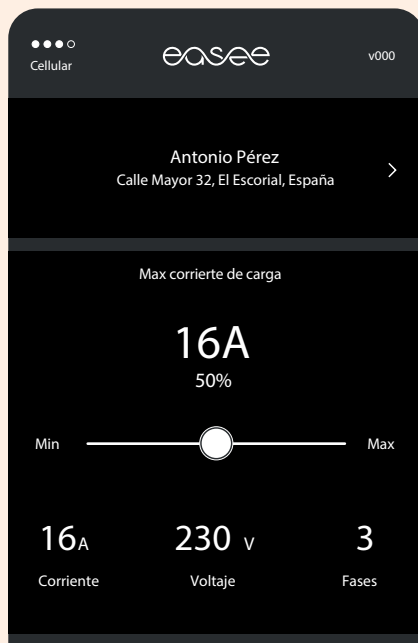 easee
v000
Cellular
Antonio Pérez
Calle Mayor 32, El Escorial, España
Max corrierte de carga
16A
50%
Min
Max
16A
230 V
3
Corriente
Voltaje
Fases